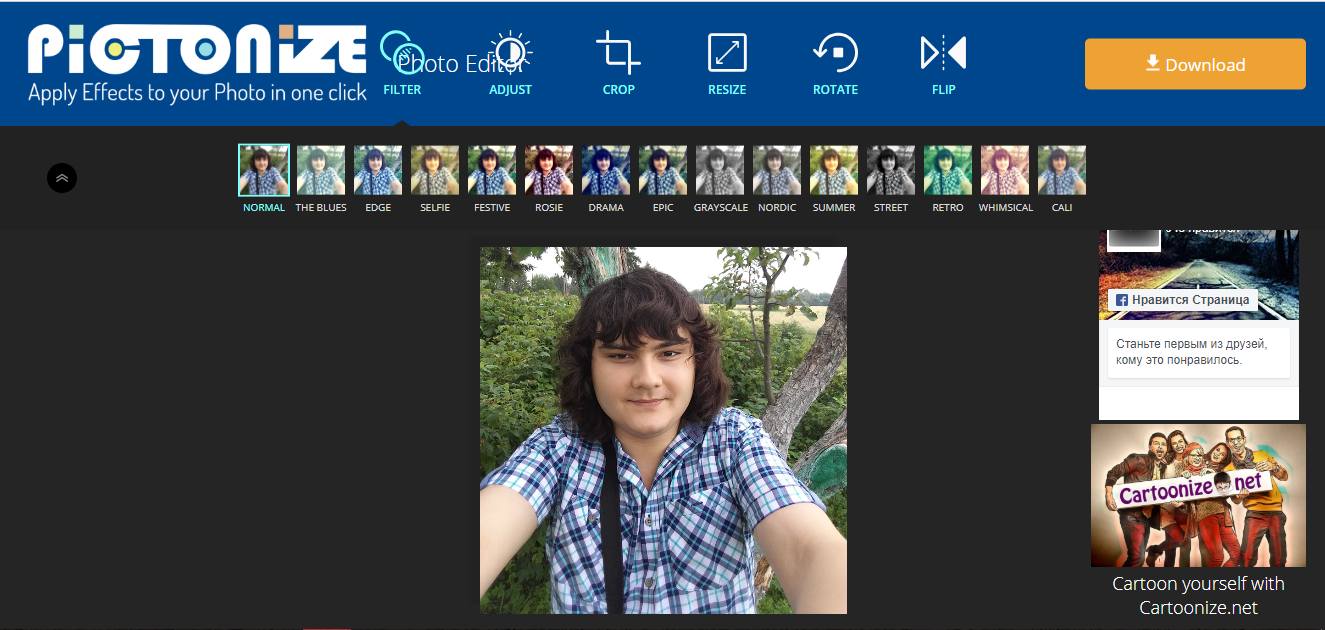 PiCTONiZE
Apply Effects to your Photo in one click
Photo Editor
FILTER
ADJUST
CROP
RESIZE
ROTATE
FLIP
Download
NORMAL
THE BLUES
EDGE
SELFIE
FESTIVE
ROSIE
DRAMA
EPIC
GRAYSCALE
NORDIC
SUMMER
STREET
RETRO
WHIMSICAL
CALI
Нравится Страница
Станьте первым из друзей,
кому это понравилось.
Cartoonize net
Cartoon yourself with
Cartoonize.net